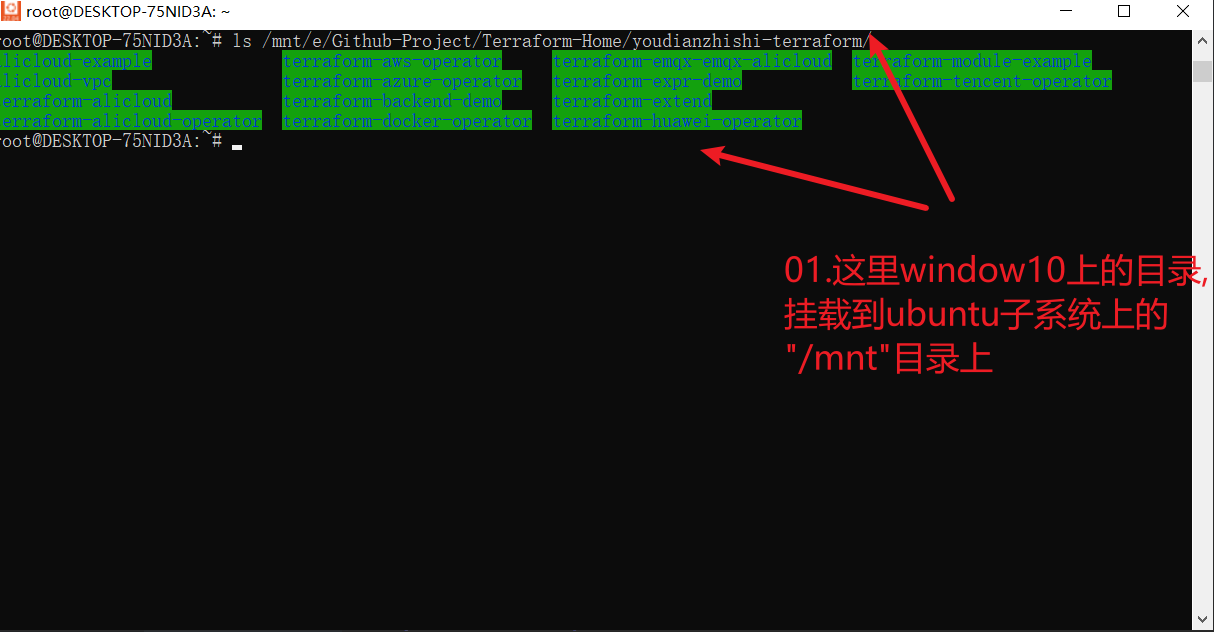 root@DESKTOP-75NID3A: ~
root@DESKTOP-75NID3A:~# ls /mnt/e/Github-Project/Terraform-Home/youdianzhishi-terraform/
alicloud-example terraform-aws-operator terraform-emqx-emqx-alicloud terraform-module-example
alicloud-vpc terraform-azure-operator terraform-expr-demo terraform-tencent-operator
terraform-alicloud terraform-backend-demo terraform-extend
terraform-alicloud-operator terraform-docker-operator terraform-huawei-operator
root@DESKTOP-75NID3A:~#
01.这里window10上的目录,
挂载到ubuntu子系统上的
"/mnt"目录上